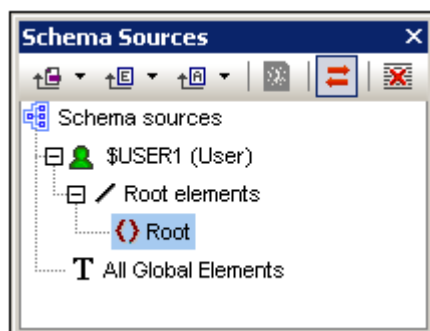 Schema Sources
Schema sources
$USER1 (User)
Root elements
Root
T All Global Elements